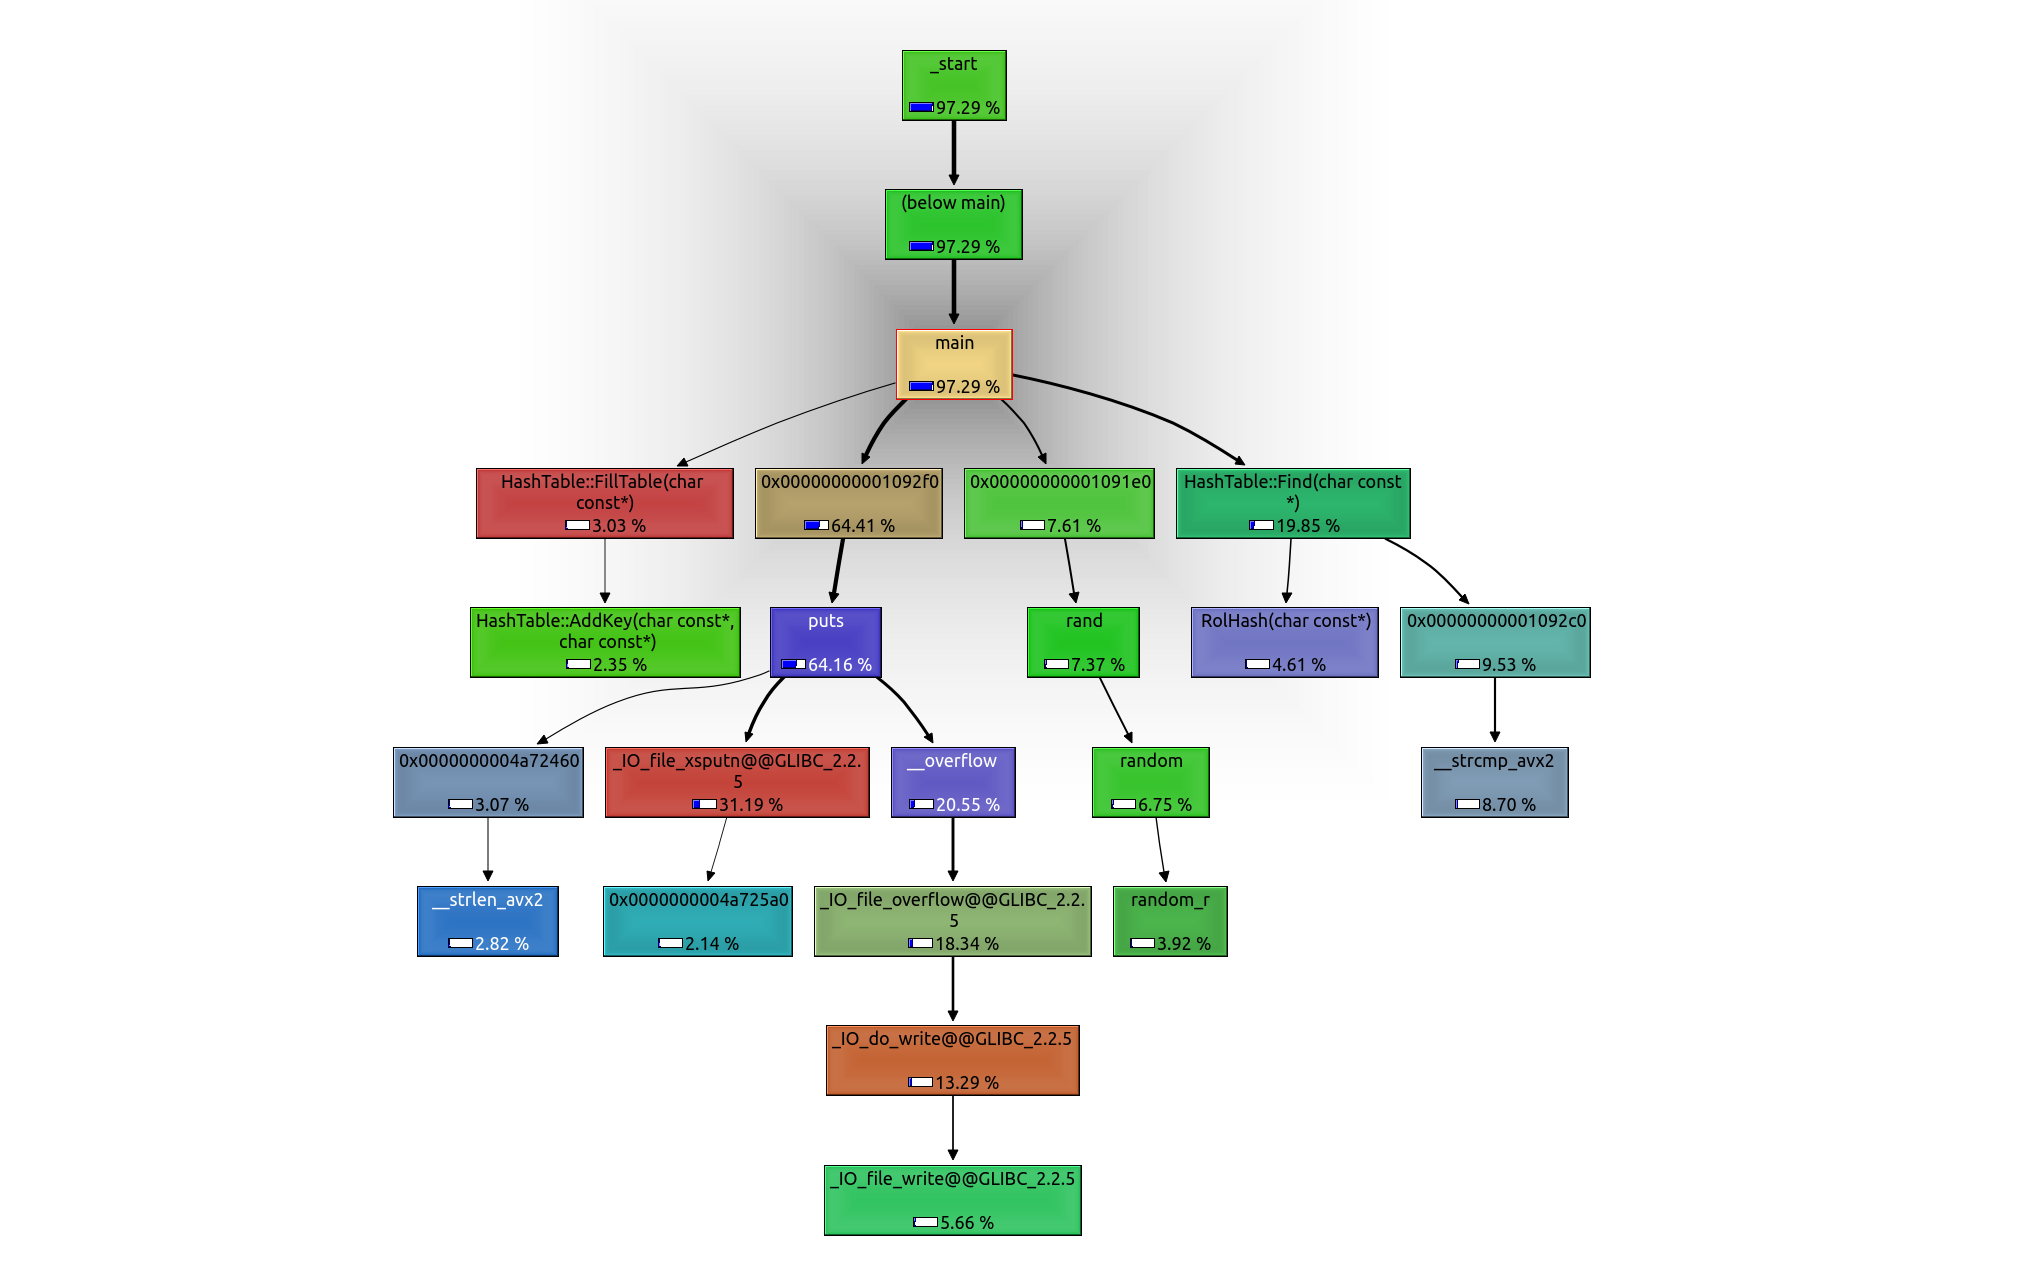 _start
97.29 %
(below main)
97.29 %
main
97.29 %
HashTable::FillTable(char
const*)
3.03 %
0x00000000001092f0
64.41 %
0x00000000001091e0
7.61 %
HashTable::Find(char const
*)
19.85 %
HashTable::AddKey(char const*,
char const*)
2.35 %
puts
64.16 %
rand
7.37 %
RolHash(char const*)
4.61 %
0x00000000001092c0
9.53 %
0x0000000004a72460
3.07 %
_IO_file_xsputn@@GLIBC_2.2.
5
31.19 %
__overflow
20.55 %
random
6.75 %
__strcmp_avx2
8.70 %
__strlen_avx2
2.82 %
0x0000000004a725a0
2.14 %
_IO_file_overflow@@GLIBC_2.2.
5
18.34 %
random_r
3.92 %
_IO_do_write@@GLIBC_2.2.5
13.29 %
_IO_file_write@@GLIBC_2.2.5
5.66 %